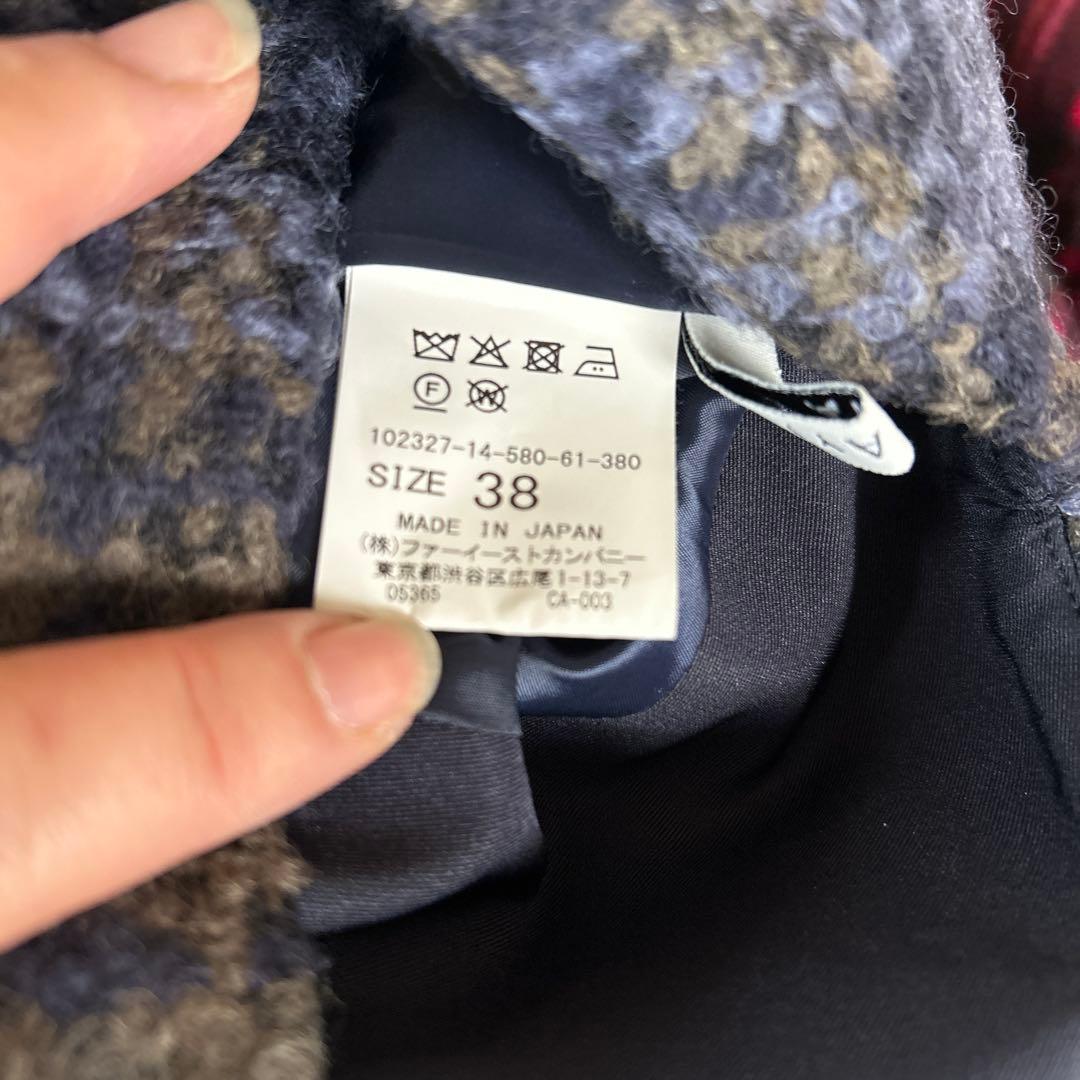 F W
102327-14-580-61-380
SIZE 38
MADE IN JAPAN
(株)ファーイーストカンパニー
東京都渋谷区広尾1-13-7
05365 CA-003